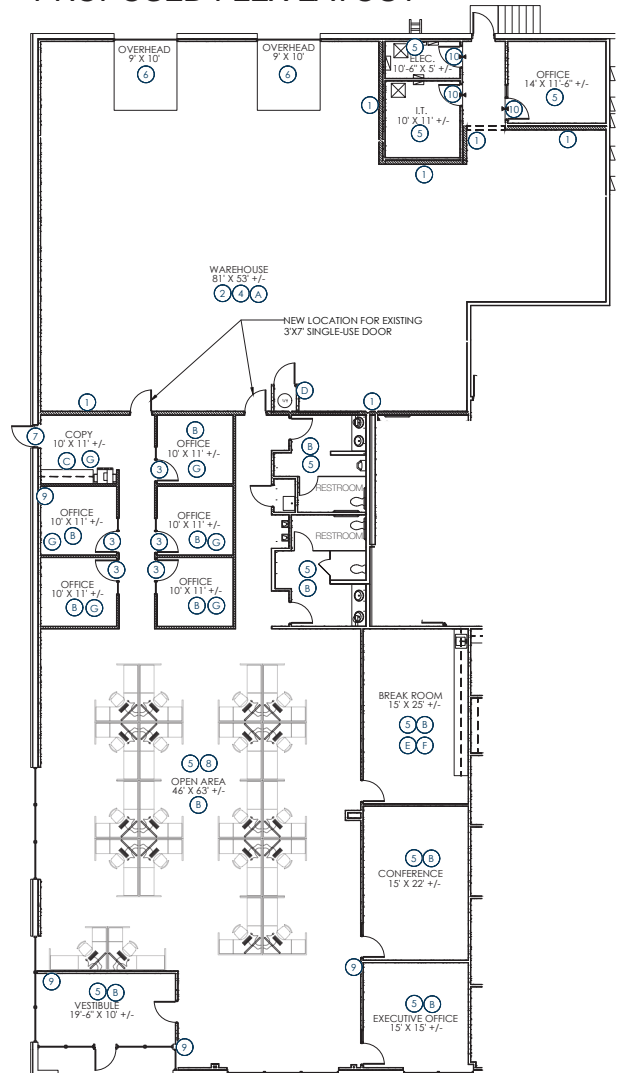 OVERHEAD
9' X 10'
6
OVERHEAD
9' X 10'
6
5
ELEC.
10'-6" X 5' +/-
10
OFFICE
14' X 11'-6" +/-
5
10
10
1
I.T.
10' X 11' +/-
5
1
1
1
WAREHOUSE
81' X 53' +/-
2 4 A
NEW LOCATION FOR EXISTING
3'X7' SINGLE-USE DOOR
D
1
1
7
COPY
10' X 11' +/-
C G
B
OFFICE
10' X 11' +/-
3 G
B
5
RESTROOM
9
OFFICE
10' X 11' +/-
G B
3
OFFICE
10' X 11' +/-
3 B G
RESTROOM
3
OFFICE
10' X 11' +/-
B G
3
OFFICE
10' X 11' +/-
B G
5
B
BREAK ROOM
15' X 25' +/-
5 B
E F
5 B
OPEN AREA
46' X 63' +/-
B
5 B
CONFERENCE
15' X 22' +/-
9
9
5 B
VESTIBULE
19'-6" X 10' +/-
9
5 B
EXECUTIVE OFFICE
15' X 15' +/-